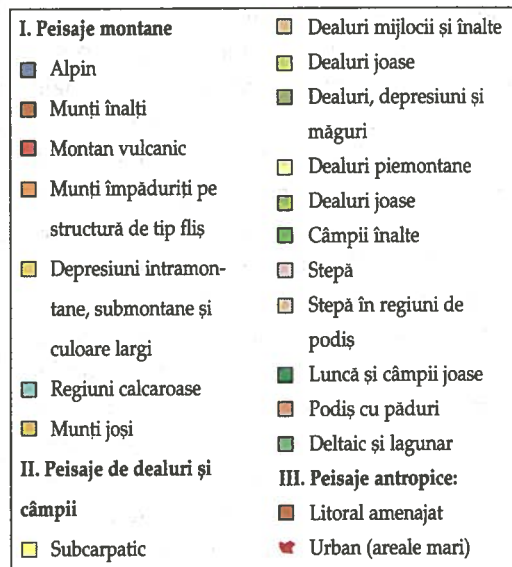 I. Peisaje montane
Alpin
Munți înalți
Montan vulcanic
Munți împăduriți pe
structură de tip fliș
Depresiuni intramon-
tane, submontane și
culoare largi
Regiuni calcaroase
Munți joși
II. Peisaje de dealuri și
câmpii
Subcarpatic
Dealuri mijlocii și înalte
Dealuri joase
Dealuri, depresiuni și
măguri
Dealuri piemontane
Dealuri joase
Câmpii înalte
Stepă
Stepă în regiuni de
podiș
Luncă și câmpii joase
Podiș cu păduri
Deltaic și lagunar
III. Peisaje antropice:
Litoral amenajat
Urban (areale mari)